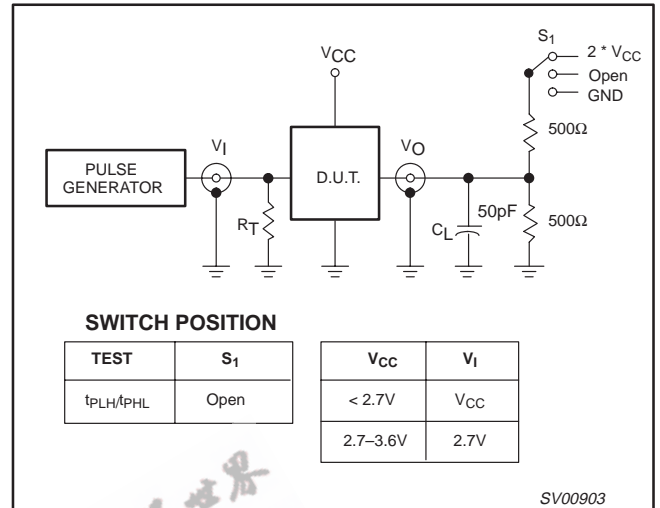 S1
2 * VCC
Open
GND
VCC
500Ω
VI
VO
PULSE
GENERATOR
D.U.T.
RT
50pF
CL
500Ω
SWITCH POSITION
TEST S1
tPLH/tPHL Open
VCC VI
< 2.7V VCC
2.7–3.6V 2.7V
SV00903